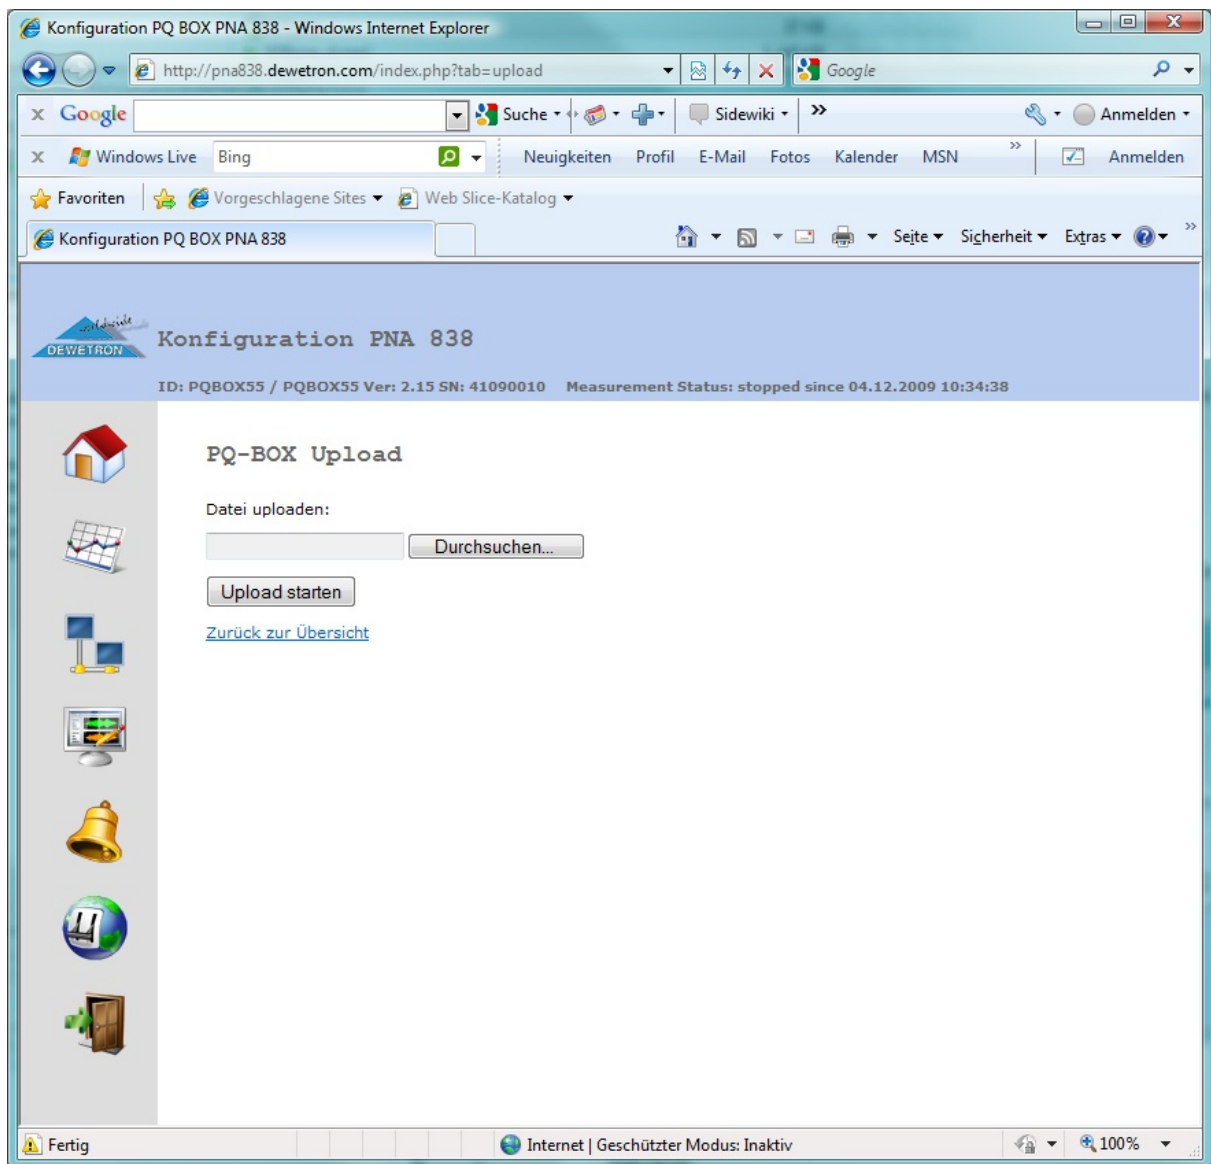 Konfiguration PQ BOX PNA 838 - Windows Internet Explorer
http://pna838.dewetron.com/index.php?tab=upload Google
x Google Suche Sidewiki » Anmelden
x Windows Live Bing Neuigkeiten Profil E-Mail Fotos Kalender MSN » Anmelden
Favoriten Vorgeschlagene Sites Web Slice-Katalog
Konfiguration PQ BOX PNA 838 Seite Sicherheit Extras »
worldwide
DEWETRON
Konfiguration PNA 838
ID: PQBOX55 / PQBOX55 Ver: 2.15 SN: 41090010 Measurement Status: stopped since 04.12.2009 10:34:38
PQ-BOX Upload
Datei uploaden:
Durchsuchen...
Upload starten
Zurück zur Übersicht
Fertig Internet | Geschützter Modus: Inaktiv 100%